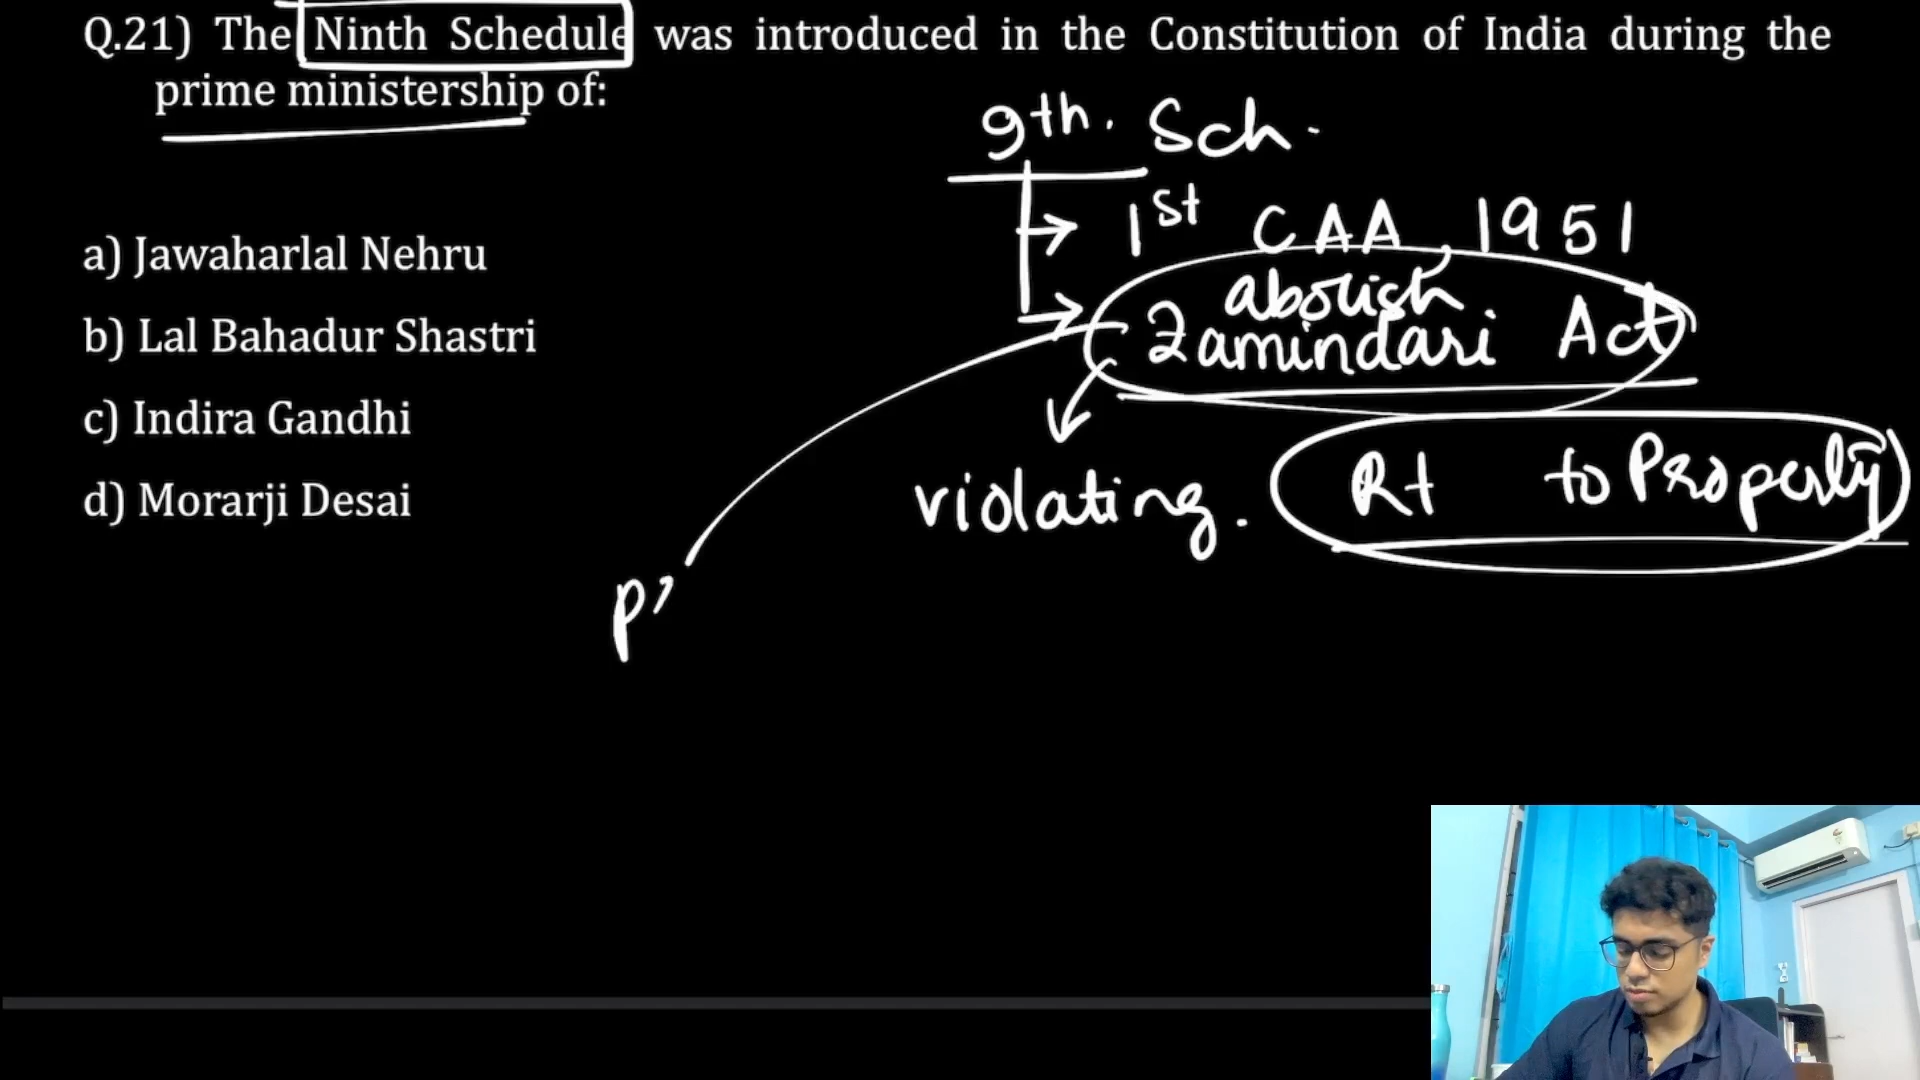 Q.21) The Ninth Schedule was introduced in the Constitution of India during the
prime ministership of:
9th. Sch.
1st CAA, 1951
a) Jawaharlal Nehru
abolish
b) Lal Bahadur Shastri
Zamindari Act
c) Indira Gandhi
violating. Rt to Property
d) Morarji Desai